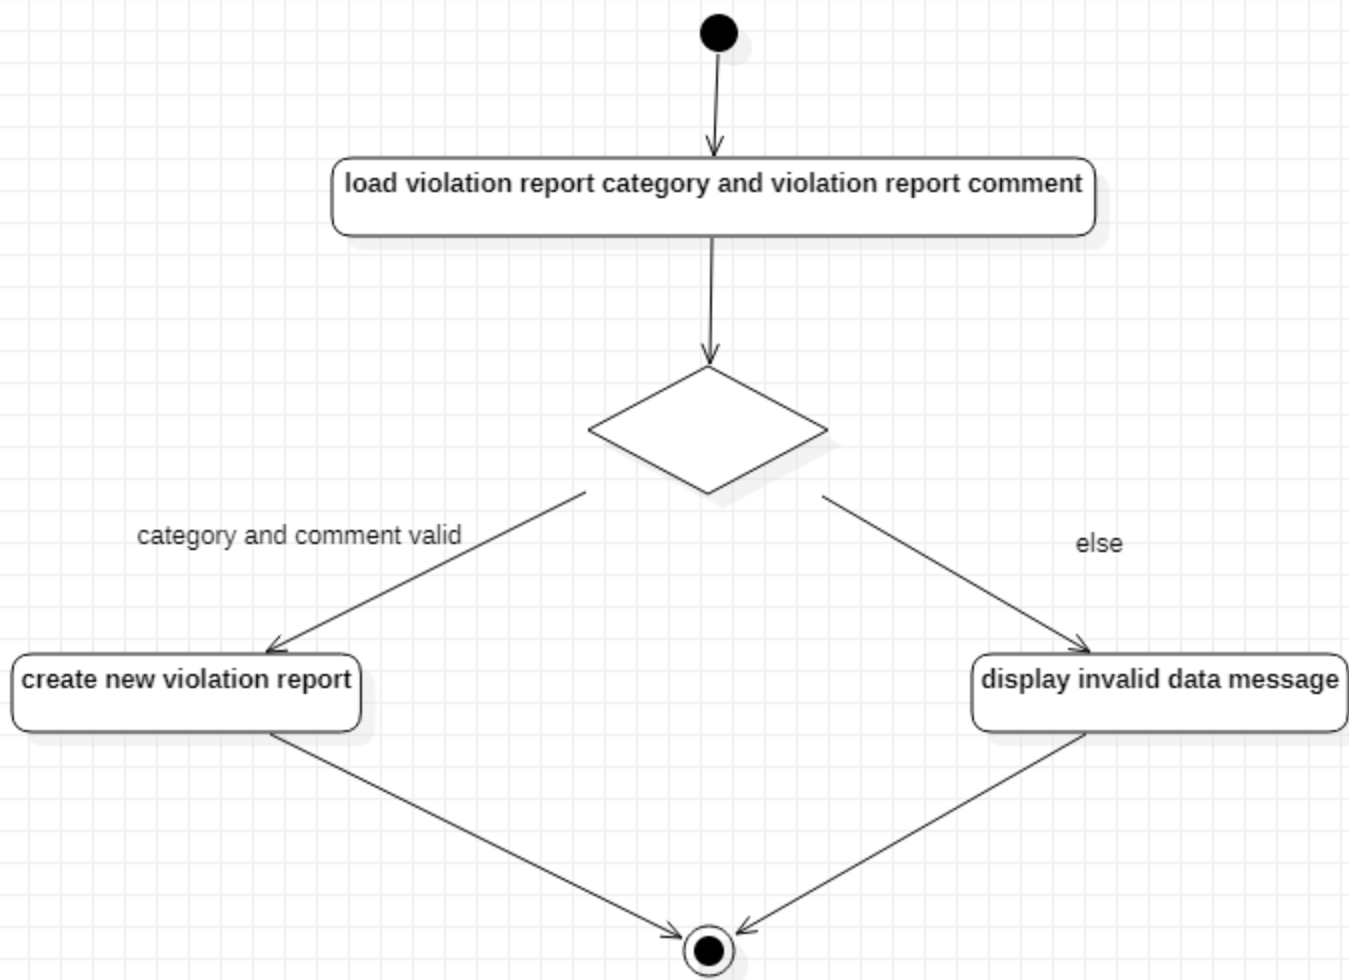 load violation report category and violation report comment
category and comment valid
else
create new violation report
display invalid data message